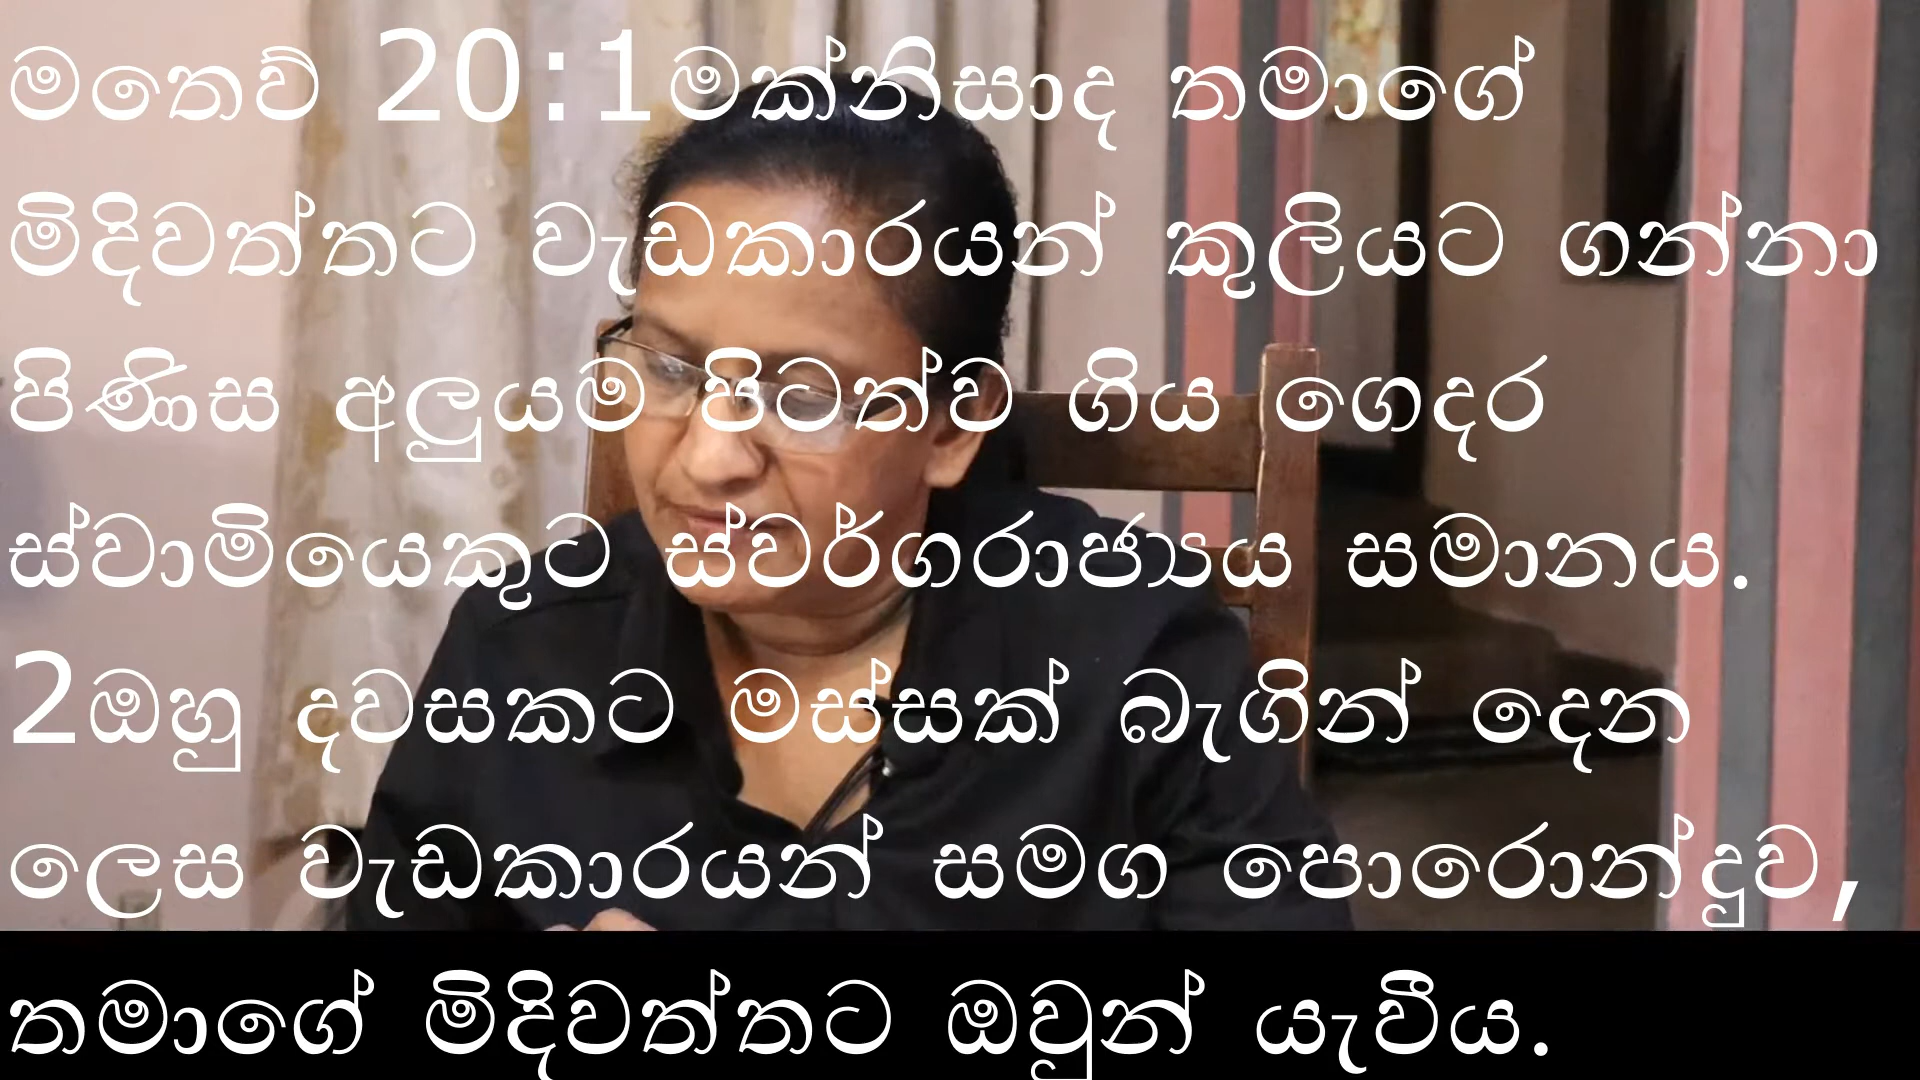 මතෙව් 20:1මක්නිසාද තමාගේ
මිදිවත්තට වැඩකාරයන් කුලියට ගන්නා
පිණිස අලුයම පිටත්ව ගිය ගෙදර
ස්වාමියෙකුට ස්වර්ගරාජ්‍යය සමානය.
2ඔහු දවසකට මස්සක් බැගින් දෙන
ලෙස වැඩකාරයන් සමග පොරොන්දුව,
තමාගේ මිදිවත්තට ඔවුන් යැවීය.